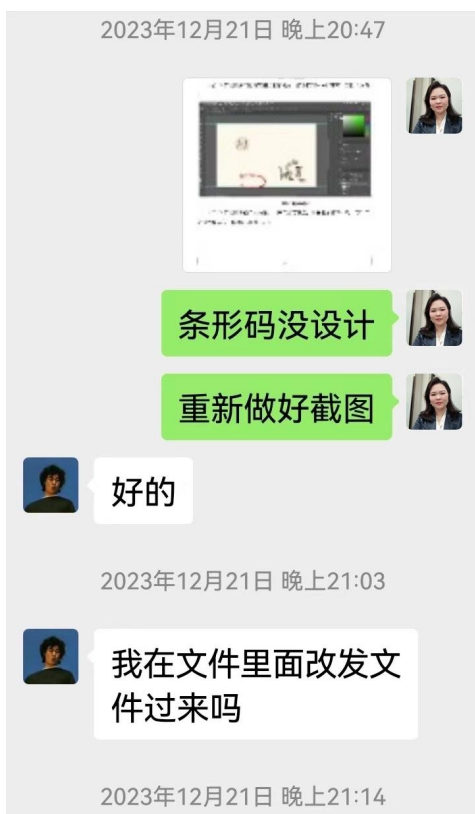 2023年12月21日 晚上20:47
条形码没设计
重新做好截图
好的
2023年12月21日 晚上21:03
我在文件里面改发文
件过来吗
2023年12月21日 晚上21:14